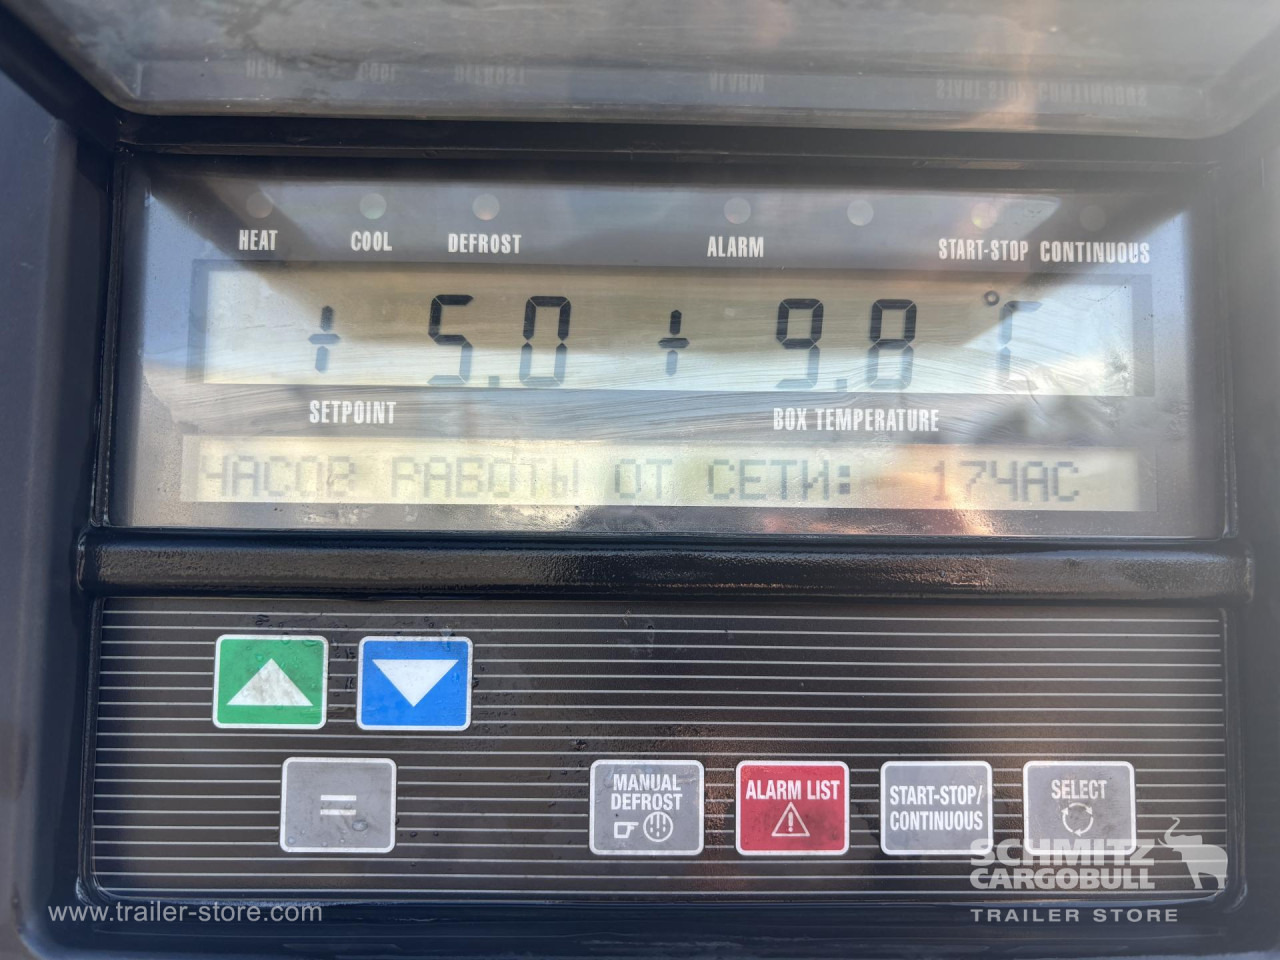 HEAT COOL DEFROST ALARM START-STOP CONTINUOUS
+ 5.0 + 9.8 °C
SETPOINT BOX TEMPERATURE
ЧАСОВ РАБОТЫ ОТ СЕТИ: 174ЧАС
=
MANUAL DEFROST
ALARM LIST
START-STOP/ CONTINUOUS
SELECT
SCHMITZ
CARGOBULL
TRAILER STORE
www.trailer-store.com